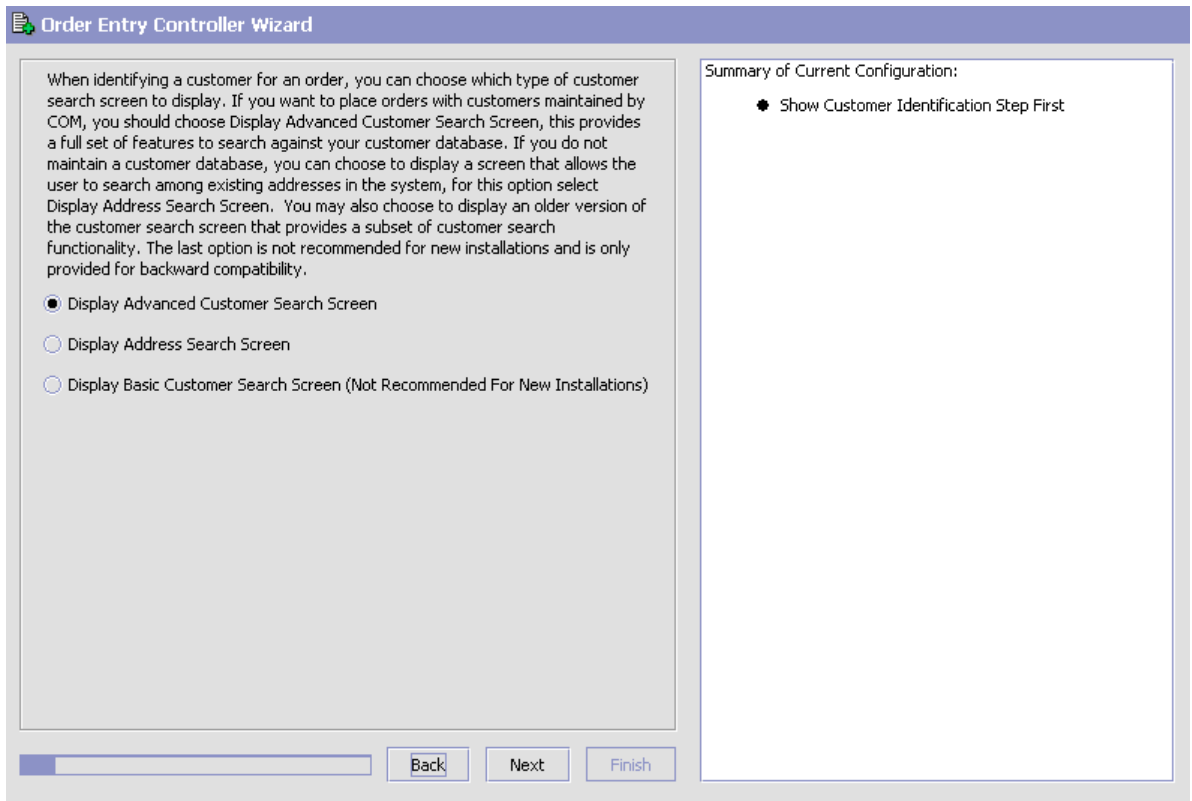 Order Entry Controller Wizard
When identifying a customer for an order, you can choose which type of customer
search screen to display. If you want to place orders with customers maintained by
COM, you should choose Display Advanced Customer Search Screen, this provides
a full set of features to search against your customer database. If you do not
maintain a customer database, you can choose to display a screen that allows the
user to search among existing addresses in the system, for this option select
Display Address Search Screen.  You may also choose to display an older version of
the customer search screen that provides a subset of customer search
functionality. The last option is not recommended for new installations and is only
provided for backward compatibility.
Display Advanced Customer Search Screen
Display Address Search Screen
Display Basic Customer Search Screen (Not Recommended For New Installations)
Back
Next
Finish
Summary of Current Configuration:
Show Customer Identification Step First